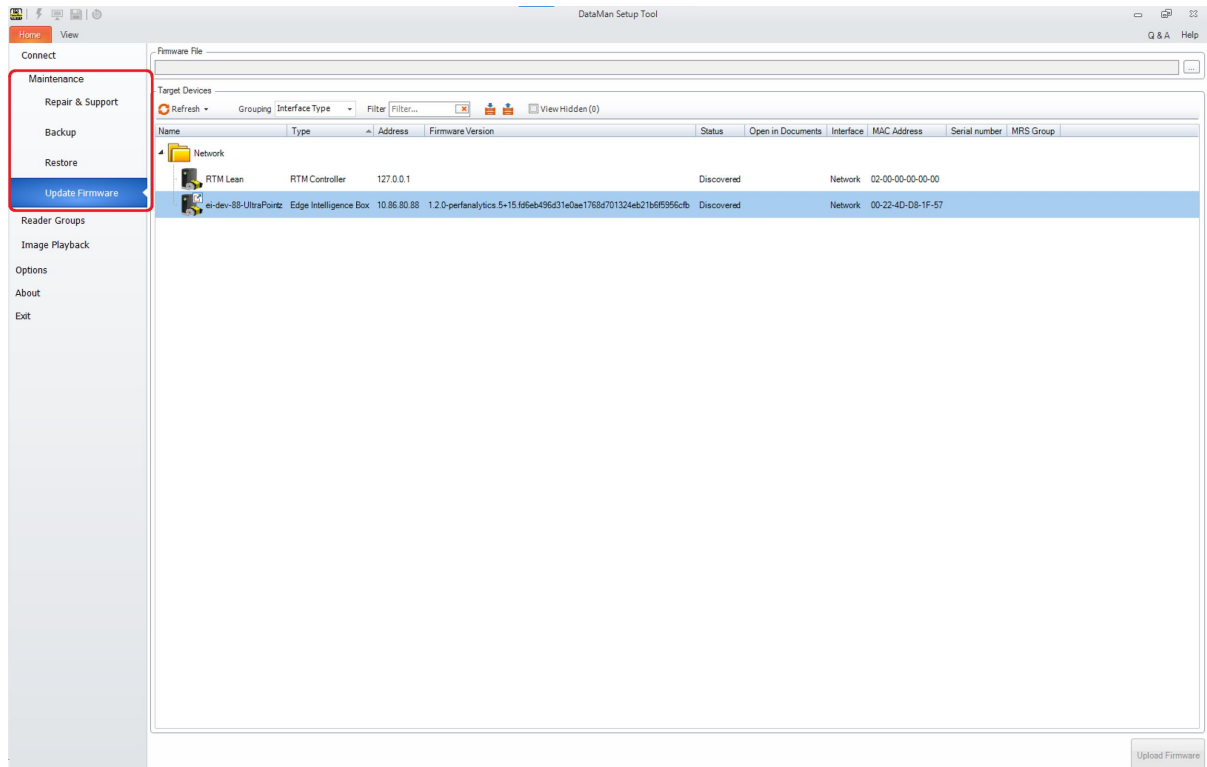 DataMan Setup Tool
Home View Q & A Help
Connect
Maintenance
Repair & Support
Backup
Restore
Update Firmware
Reader Groups
Image Playback
Options
About
Exit
Firmware File
...
Target Devices
Refresh Grouping Interface Type Filter Filter... View Hidden (0)
Name Type Address Firmware Version Status Open in Documents Interface MAC Address Serial number MRS Group
Network
RTM Lean RTM Controller 127.0.0.1 Discovered Network 02-00-00-00-00-00
ei-dev-88-UltraPointz Edge Intelligence Box 10.86.80.88 1.2.0-perfanalytics.5+15.fd6eb496d31e0ae1768d701324eb21b6f5956cfb Discovered Network 00-22-4D-D8-1F-57
Upload Firmware